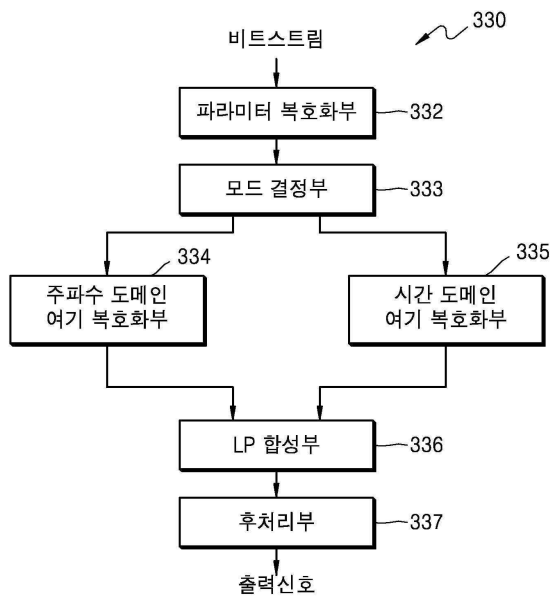 330
비트스트림
파라미터 복호화부
332
모드 결정부
333
334
335
주파수 도메인
여기 복호화부
시간 도메인
여기 복호화부
LP 합성부
336
후처리부
337
출력신호